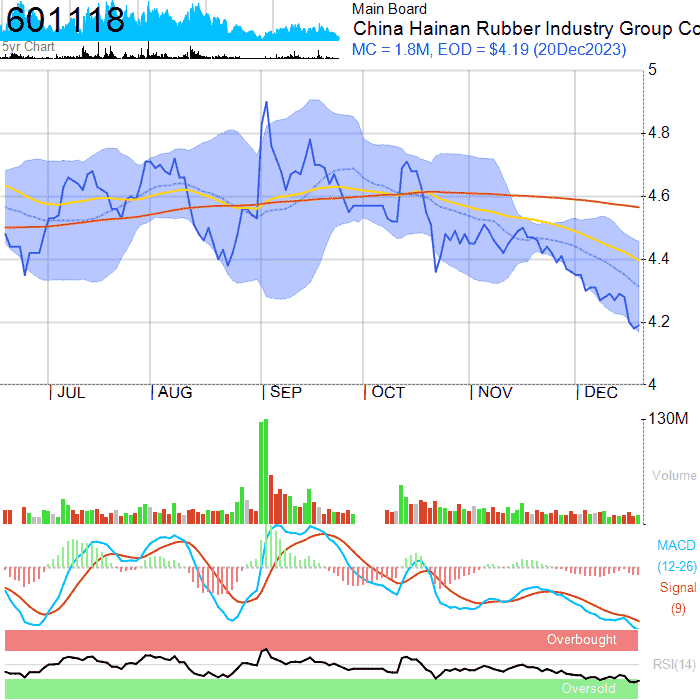 601118
5yr Chart
Main Board
China Hainan Rubber Industry Group Co
MC = 1.8M, EOD = $4.19 (20Dec2023)
5
4.8
4.6
4.4
4.2
4
JUL AUG SEP OCT NOV DEC
130M
Volume
MACD
(12-26)
Signal
(9)
Overbought
RSI(14)
Oversold